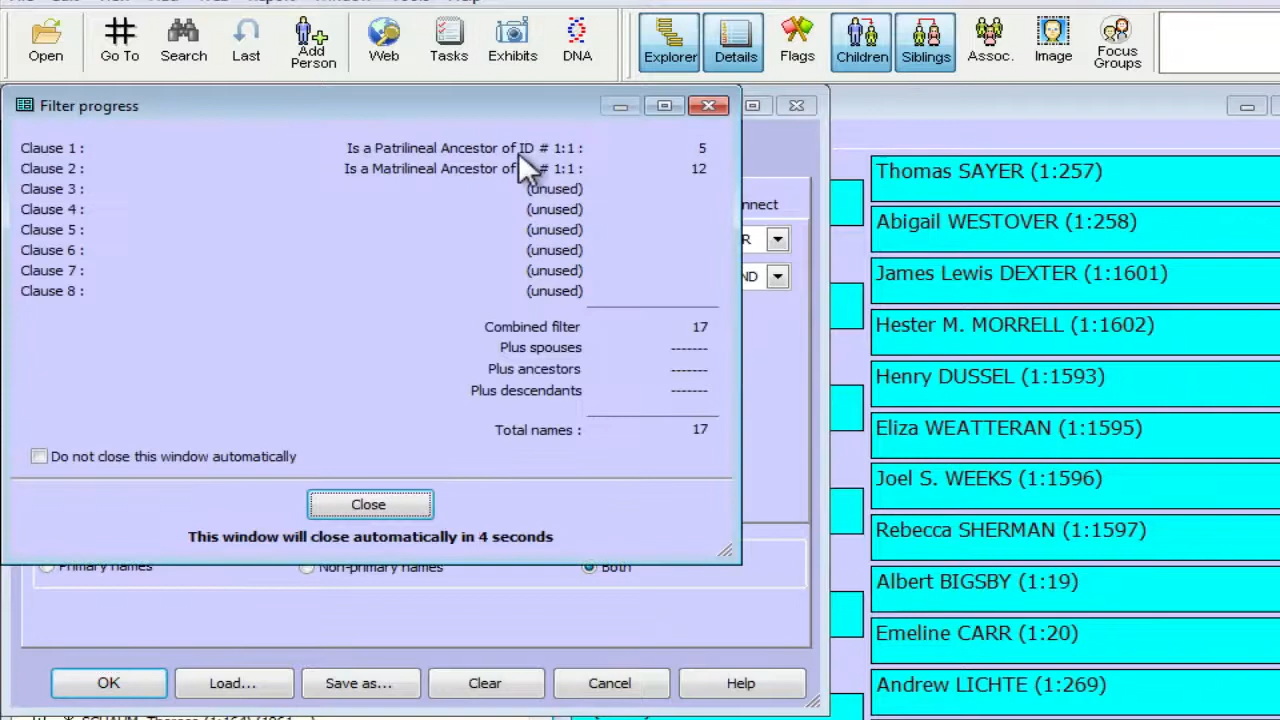 Open
Go To
Search
Last
Add Person
Web
Tasks
Exhibits
DNA
Explorer
Details
Flags
Children
Siblings
Assoc.
Image
Focus Groups
Filter progress
Clause 1 : Is a Patrilineal Ancestor of ID # 1:1 : 5
Clause 2 : Is a Matrilineal Ancestor of # 1:1 : 12
Clause 3 : (unused)
Clause 4 : (unused)
Clause 5 : (unused)
Clause 6 : (unused)
Clause 7 : (unused)
Clause 8 : (unused)
Combined filter 17
Plus spouses -------
Plus ancestors -------
Plus descendants -------
Total names : 17
Do not close this window automatically
Close
This window will close automatically in 4 seconds
nnect
R
ND
Primary names
Non-primary names
Both
OK
Load...
Save as...
Clear
Cancel
Help
Thomas SAYER (1:257)
Abigail WESTOVER (1:258)
James Lewis DEXTER (1:1601)
Hester M. MORRELL (1:1602)
Henry DUSSEL (1:1593)
Eliza WEATTERAN (1:1595)
Joel S. WEEKS (1:1596)
Rebecca SHERMAN (1:1597)
Albert BIGSBY (1:19)
Emeline CARR (1:20)
Andrew LICHTE (1:269)